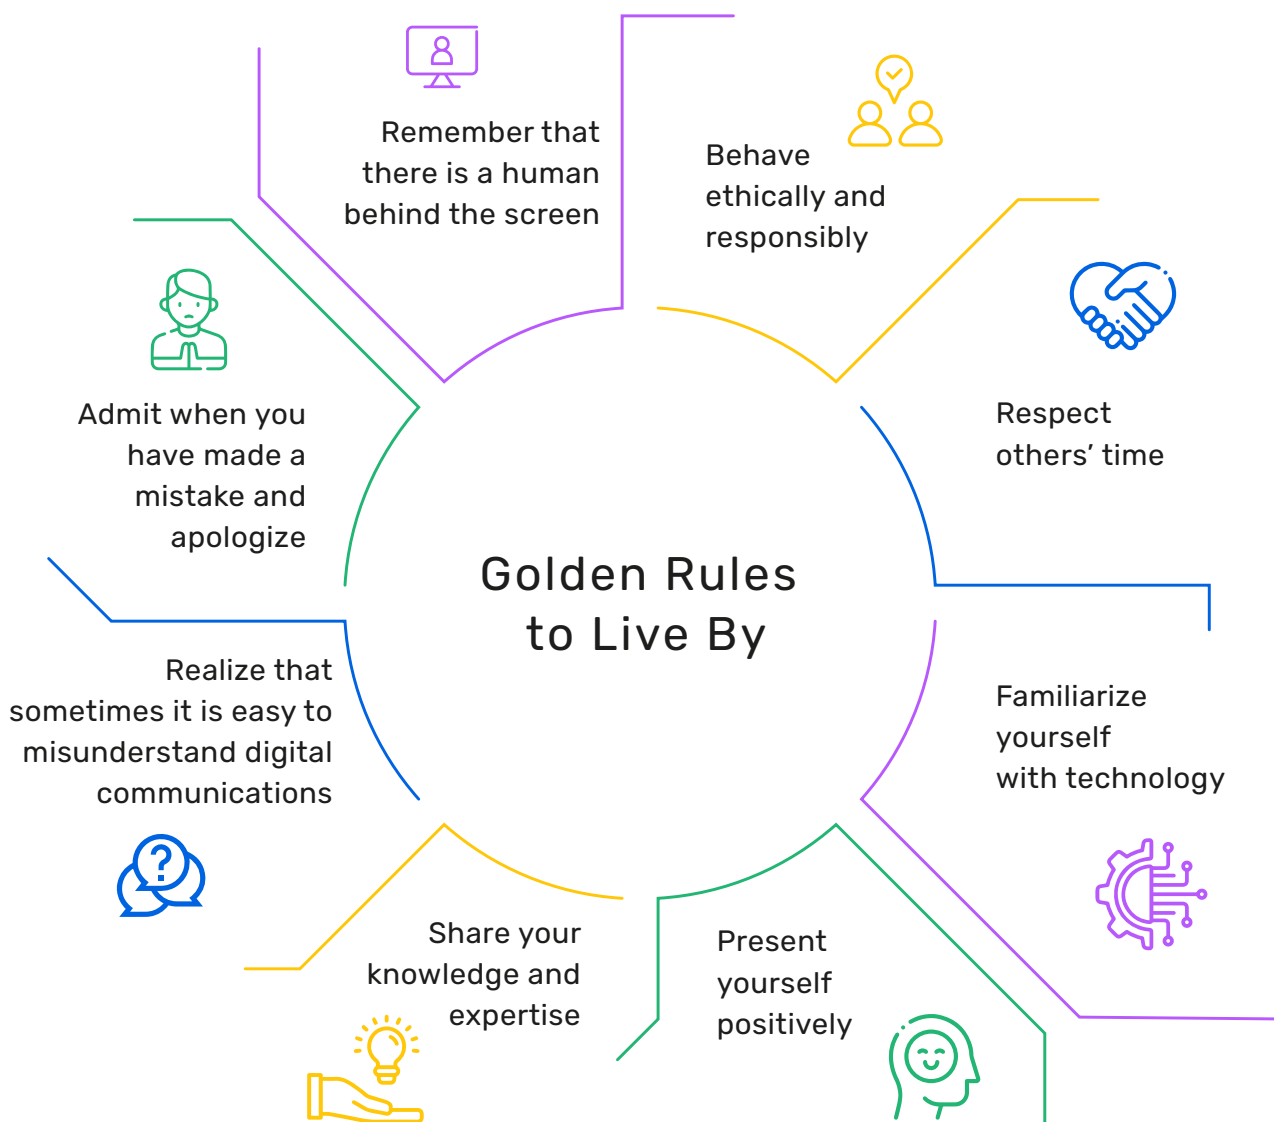 Remember that
there is a human
behind the screen
Behave
ethically and
responsibly
Respect
others’ time
Familiarize
yourself
with technology
Present
yourself
positively
Share your
knowledge and
expertise
Realize that
sometimes it is easy to
misunderstand digital
communications
Admit when you
have made a
mistake and
apologize
Golden Rules
to Live By
?